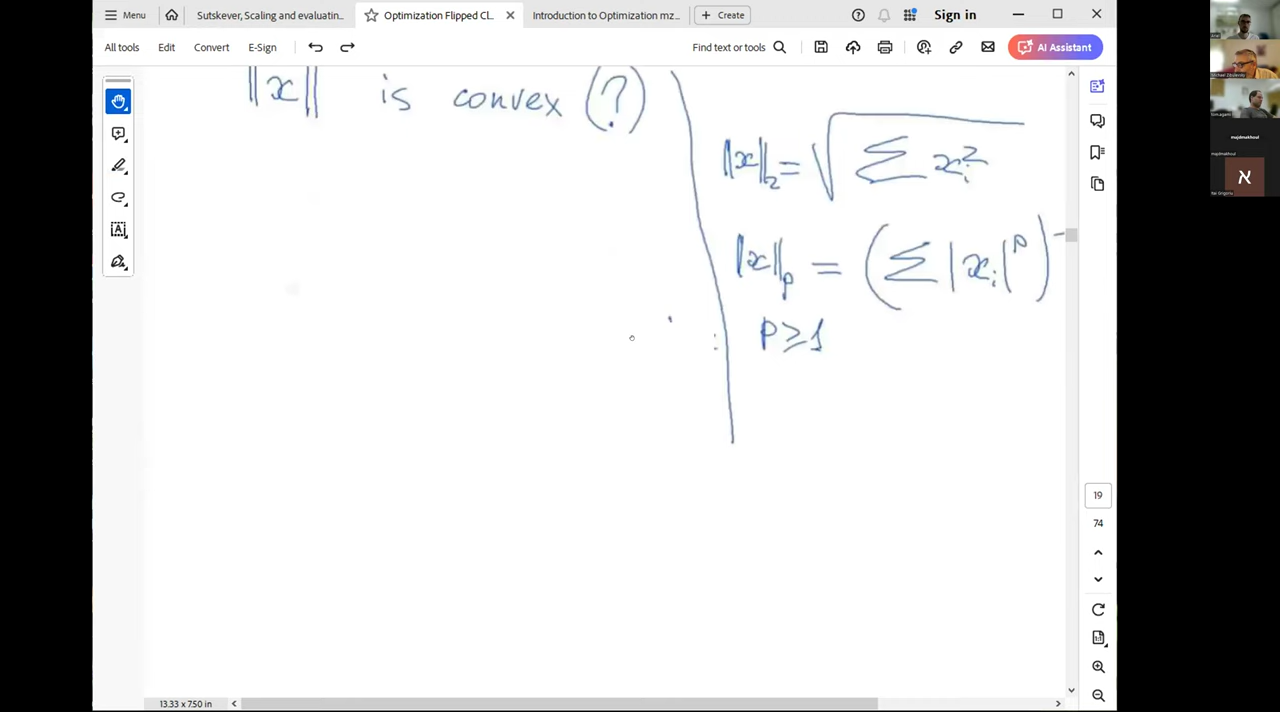 Menu
Sutskever, Scaling and evaluatin...
Optimization Flipped Cl...
Introduction to Optimization mz...
Create
Sign in
All tools
Edit
Convert
E-Sign
Find text or tools
AI Assistant
‖x‖ is convex (?)
‖x‖₂ = √ Σ xᵢ²
‖x‖ₚ = (Σ |xᵢ|ᵖ)
P ≥ 1
19
74
13.33 x 7.50 in
majdmakhoul
majdmakhoul
א